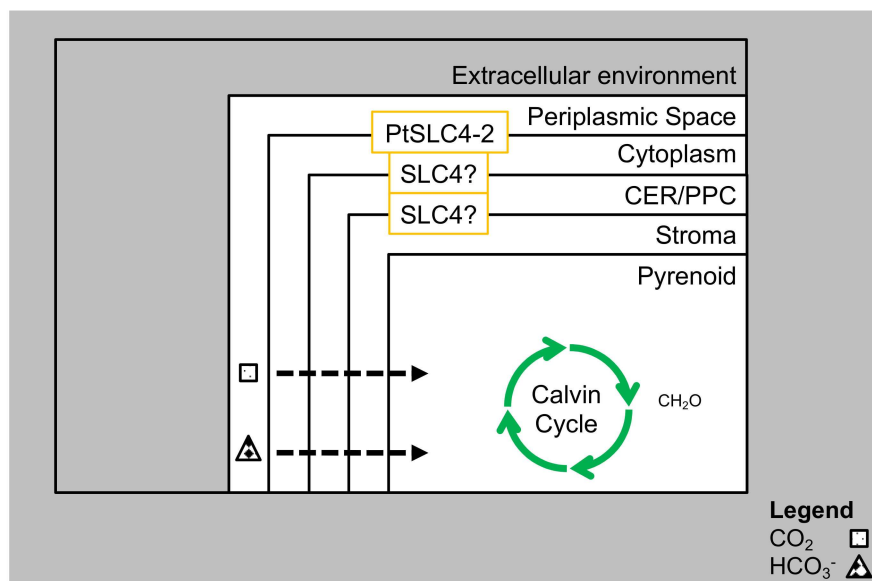 Extracellular environment
Periplasmic Space
PtSLC4-2
Cytoplasm
SLC4?
CER/PPC
SLC4?
Stroma
Pyrenoid
Calvin
Cycle
CH₂O
Legend
CO₂
HCO₃⁻